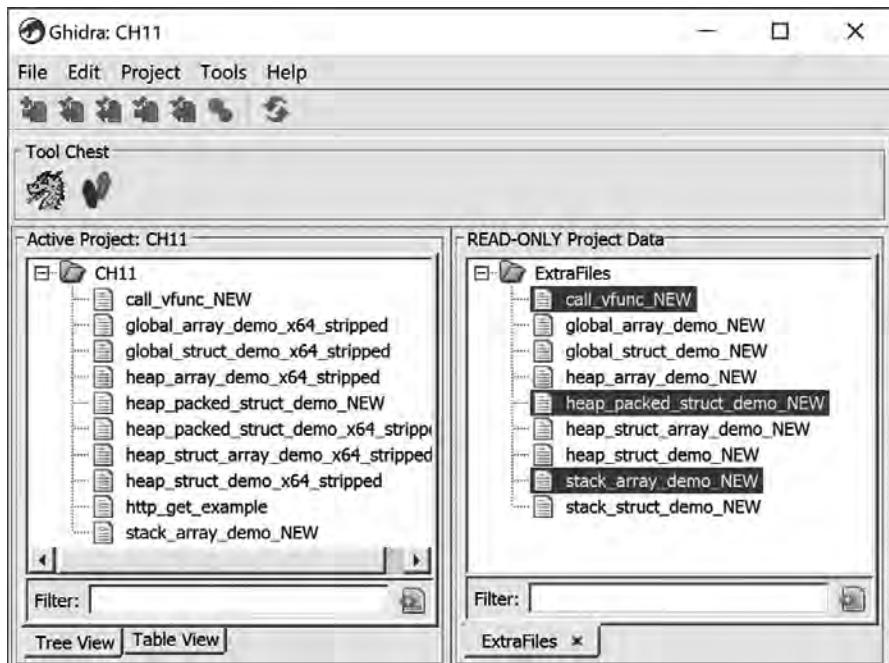 Ghidra: CH11
File Edit Project Tools Help
Tool Chest
Active Project: CH11
CH11
call_vfunc_NEW
global_array_demo_x64_stripped
global_struct_demo_x64_stripped
heap_array_demo_x64_stripped
heap_packed_struct_demo_NEW
heap_packed_struct_demo_x64_strippe
heap_struct_array_demo_x64_stripped
heap_struct_demo_x64_stripped
http_get_example
stack_array_demo_NEW
Filter:
Tree View Table View
READ-ONLY Project Data
ExtraFiles
call_vfunc_NEW
global_array_demo_NEW
global_struct_demo_NEW
heap_array_demo_NEW
heap_packed_struct_demo_NEW
heap_struct_array_demo_NEW
heap_struct_demo_NEW
stack_array_demo_NEW
stack_struct_demo_NEW
Filter:
ExtraFiles